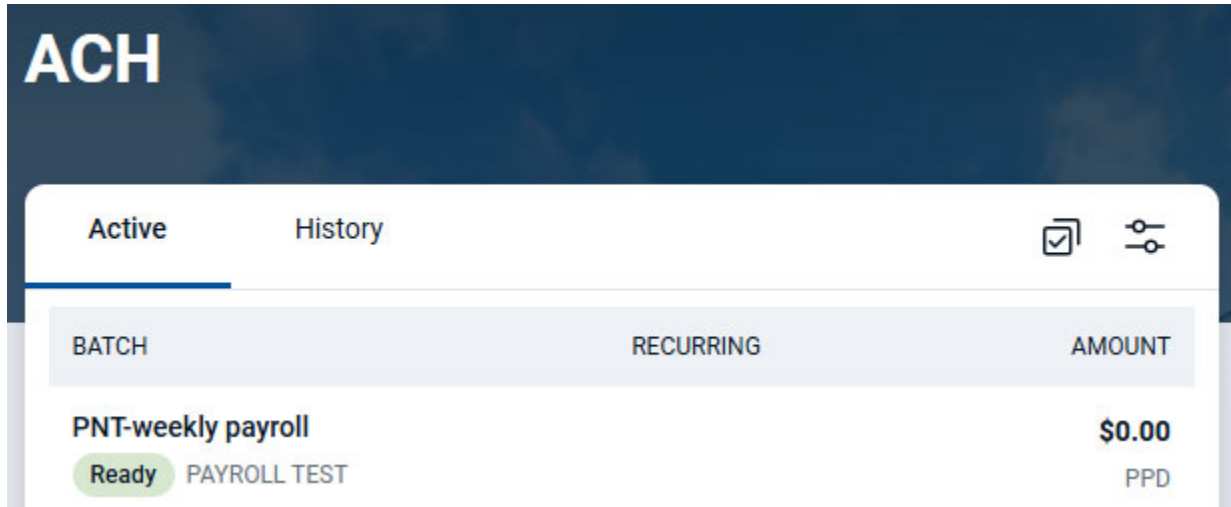 ACH
Active History
BATCH RECURRING AMOUNT
PNT-weekly payroll $0.00
Ready PAYROLL TEST PPD